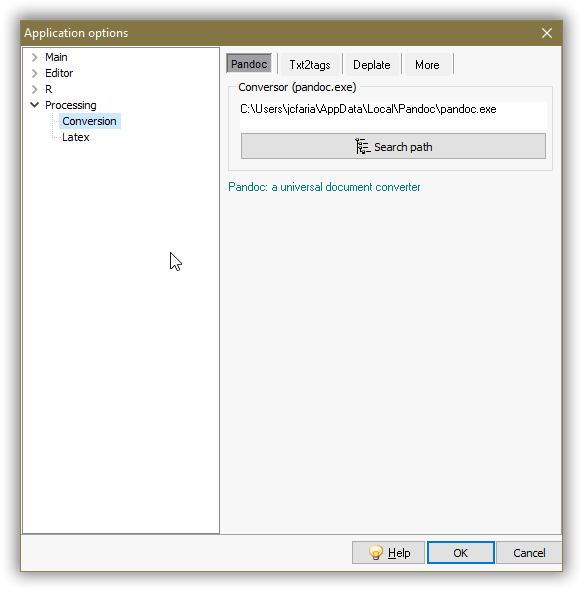 Application options
Main
Editor
R
Processing
Conversion
Latex
Pandoc
Txt2tags
Deplate
More
Conversor (pandoc.exe)
C:\Users\jcfaria\AppData\Local\Pandoc\pandoc.exe
Search path
Pandoc: a universal document converter
Help
OK
Cancel